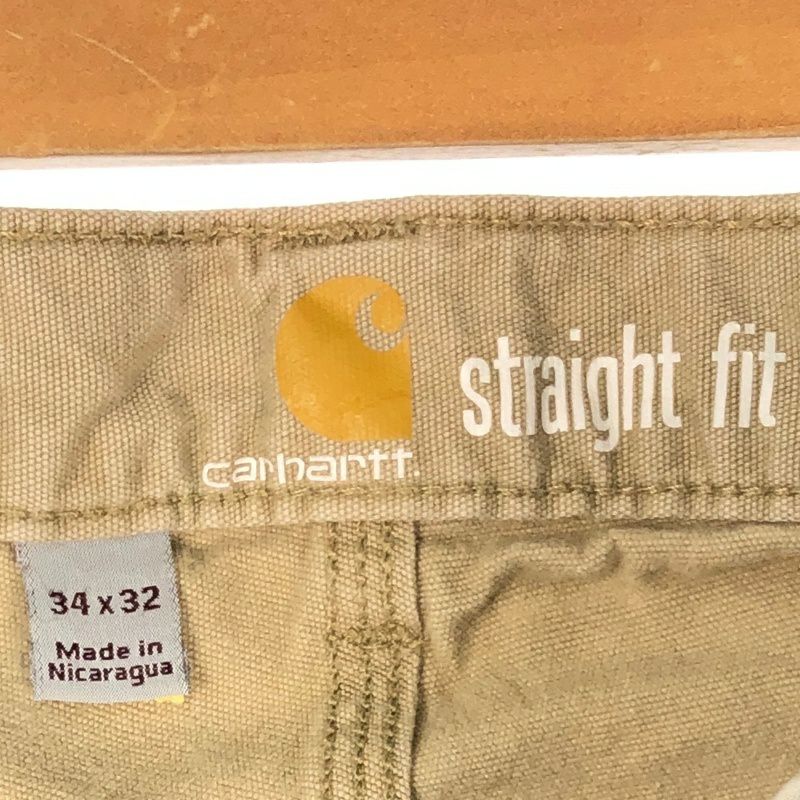 straight fit
carhartt.
34 x 32
Made in
Nicaragua